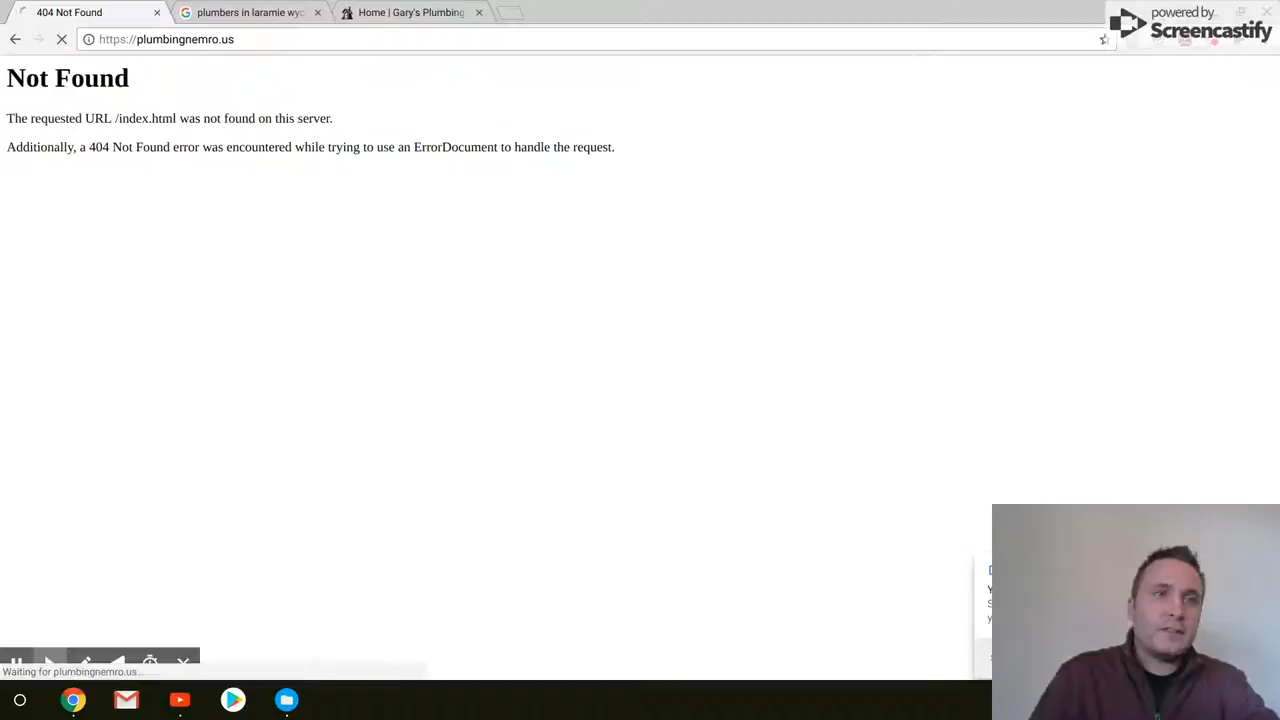 404 Not Found
plumbers in laramie wyo
Home | Gary's Plumbing
powered by
Screencastify
https://plumbingnemro.us
Not Found
The requested URL /index.html was not found on this server.
Additionally, a 404 Not Found error was encountered while trying to use an ErrorDocument to handle the request.
Waiting for plumbingnemro.us...